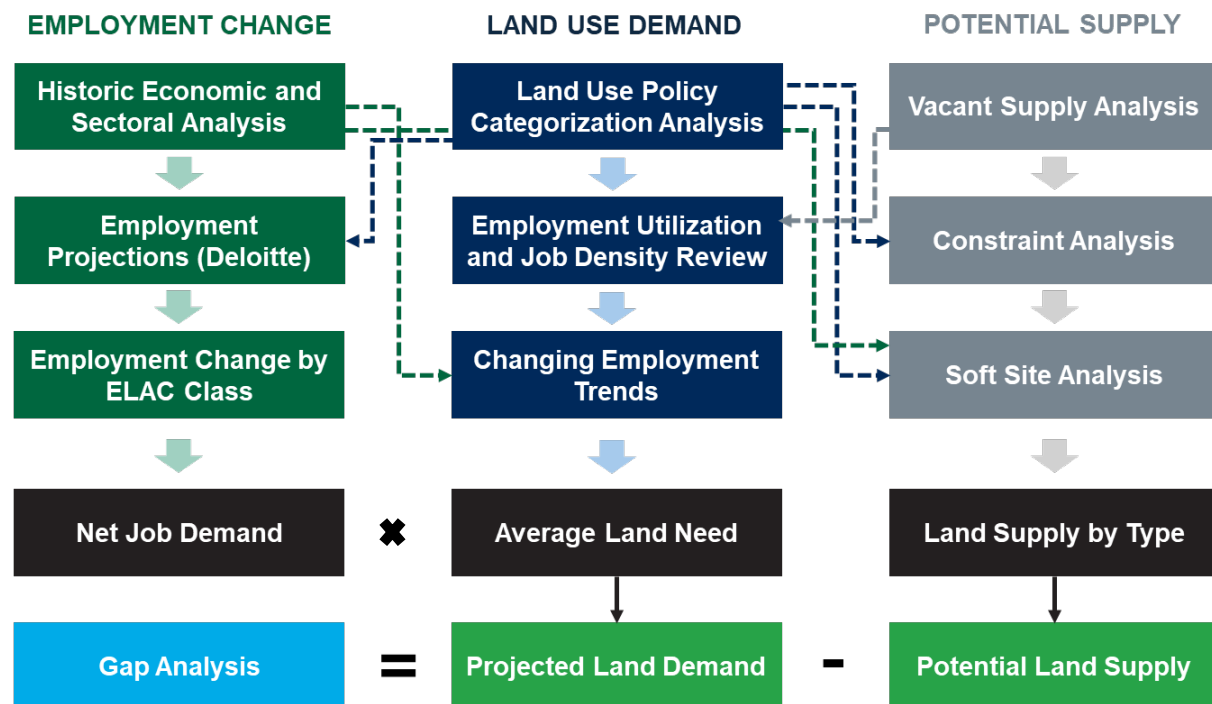 EMPLOYMENT CHANGE
LAND USE DEMAND
POTENTIAL SUPPLY
Historic Economic and
Sectoral Analysis
Land Use Policy
Categorization Analysis
Vacant Supply Analysis
Employment
Projections (Deloitte)
Employment Utilization
and Job Density Review
Constraint Analysis
Employment Change by
ELAC Class
Changing Employment
Trends
Soft Site Analysis
Net Job Demand
×
Average Land Need
Land Supply by Type
Gap Analysis
=
Projected Land Demand
-
Potential Land Supply